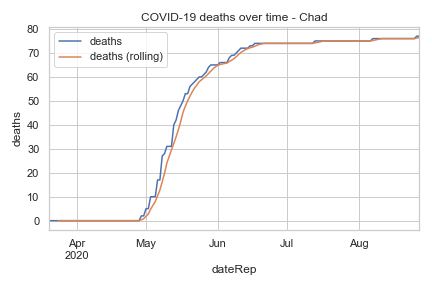 COVID-19 deaths over time - Chad
deaths
deaths (rolling)
deaths
80
70
60
50
40
30
20
10
0
Apr
2020
May
Jun
Jul
Aug
dateRep